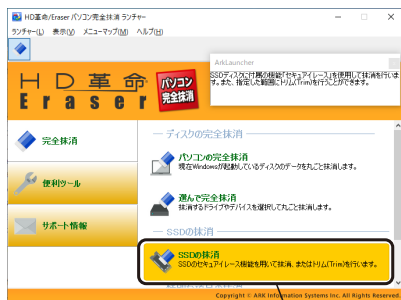 HD革命/Eraser パソコン完全抹消 ランチャー
ランチャー(L) 表示(V) メニューマップ(M) ヘルプ(H)
ArkLauncher
SSDディスクに付属の機能「セキュアイレース」を使用して抹消を行います。また、指定した範囲にトリム(Trim)を行うことができます。
HD革命
Eraser
パソコン
完全抹消
完全抹消
便利ツール
サポート情報
ディスクの完全抹消
パソコンの完全抹消
現在Windowsが起動しているディスクのデータを丸ごと抹消します。
選んで完全抹消
抹消するドライブやデバイスを選択して丸ごと抹消します。
SSDの抹消
SSDの抹消
SSDのセキュアイレース機能を用いて抹消、またはトリム(Trim)を行います。
Copyright © ARK Information Systems Inc. All Rights Reserved.